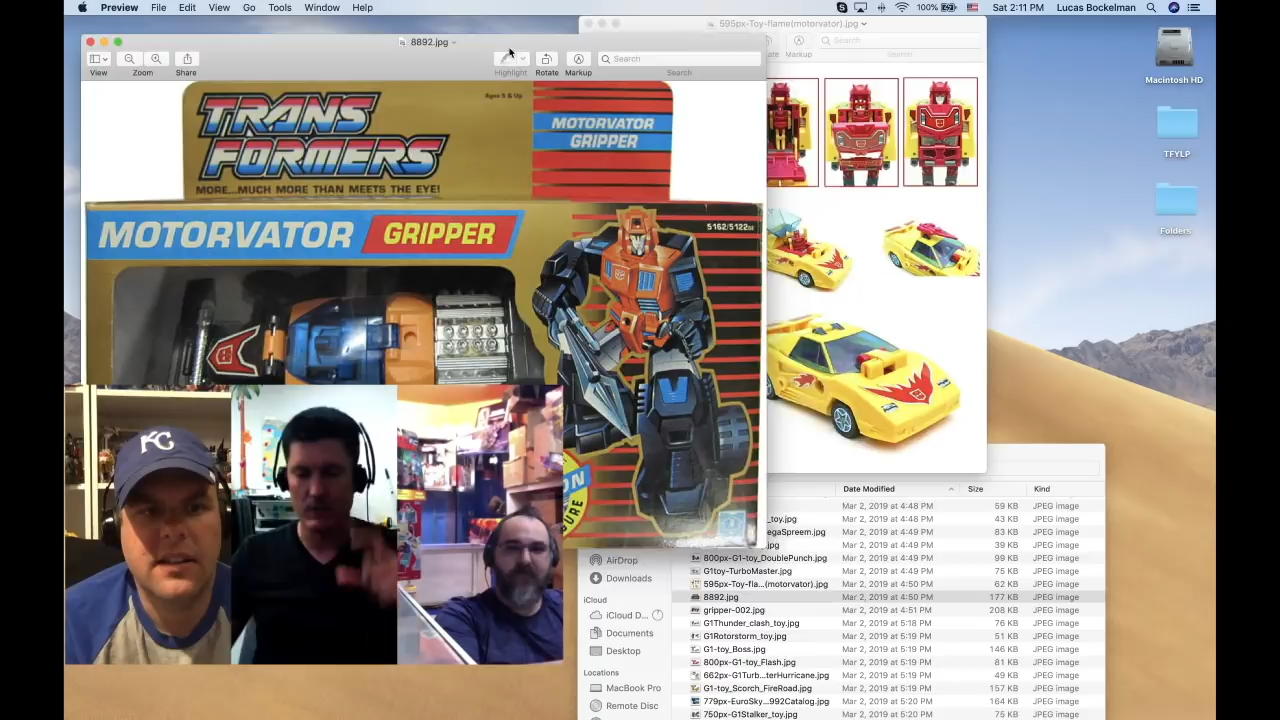 Preview File Edit View Go Tools Window Help
100% Sat 2:11 PM Lucas Bockelman
8892.jpg
View Zoom Share Highlight Rotate Markup Search
Search
595px-Toy-flame(motorvator).jpg
Search
Markup Search
Macintosh HD
TFYLP
Folders
TRANS
FORMERS
MORE...MUCH MORE THAN MEETS THE EYE!
Ages 5 & Up
MOTORVATOR
GRIPPER
MOTORVATOR GRIPPER
KC
Date Modified Size Kind
Mar 2, 2019 at 4:48 PM 59 KB JPEG image
_toy.jpg Mar 2, 2019 at 4:48 PM 43 KB JPEG image
egaSpreem.jpg Mar 2, 2019 at 4:49 PM 83 KB JPEG image
.jpg Mar 2, 2019 at 4:49 PM 39 KB JPEG image
800px-G1-toy_DoublePunch.jpg Mar 2, 2019 at 4:49 PM 99 KB JPEG image
G1toy-TurboMaster.jpg Mar 2, 2019 at 4:49 PM 75 KB JPEG image
595px-Toy-fla...(motorvator).jpg Mar 2, 2019 at 4:50 PM 62 KB JPEG image
8892.jpg Mar 2, 2019 at 4:50 PM 177 KB JPEG image
gripper-002.jpg Mar 2, 2019 at 4:51 PM 208 KB JPEG image
G1Thunder_clash_toy.jpg Mar 2, 2019 at 5:18 PM 76 KB JPEG image
G1Rotorstorm_toy.jpg Mar 2, 2019 at 5:19 PM 51 KB JPEG image
G1-toy_Boss.jpg Mar 2, 2019 at 5:19 PM 146 KB JPEG image
800px-G1-toy_Flash.jpg Mar 2, 2019 at 5:19 PM 81 KB JPEG image
662px-G1Turb...terHurricane.jpg Mar 2, 2019 at 5:19 PM 49 KB JPEG image
G1-toy_Scorch_FireRoad.jpg Mar 2, 2019 at 5:19 PM 157 KB JPEG image
779px-EuroSky...992Catalog.jpg Mar 2, 2019 at 5:20 PM 164 KB JPEG image
750px-G1Stalker_toy.jpg Mar 2, 2019 at 5:20 PM 75 KB JPEG image
AirDrop
Downloads
iCloud
iCloud D...
Documents
Desktop
Locations
MacBook Pro
Remote Disc